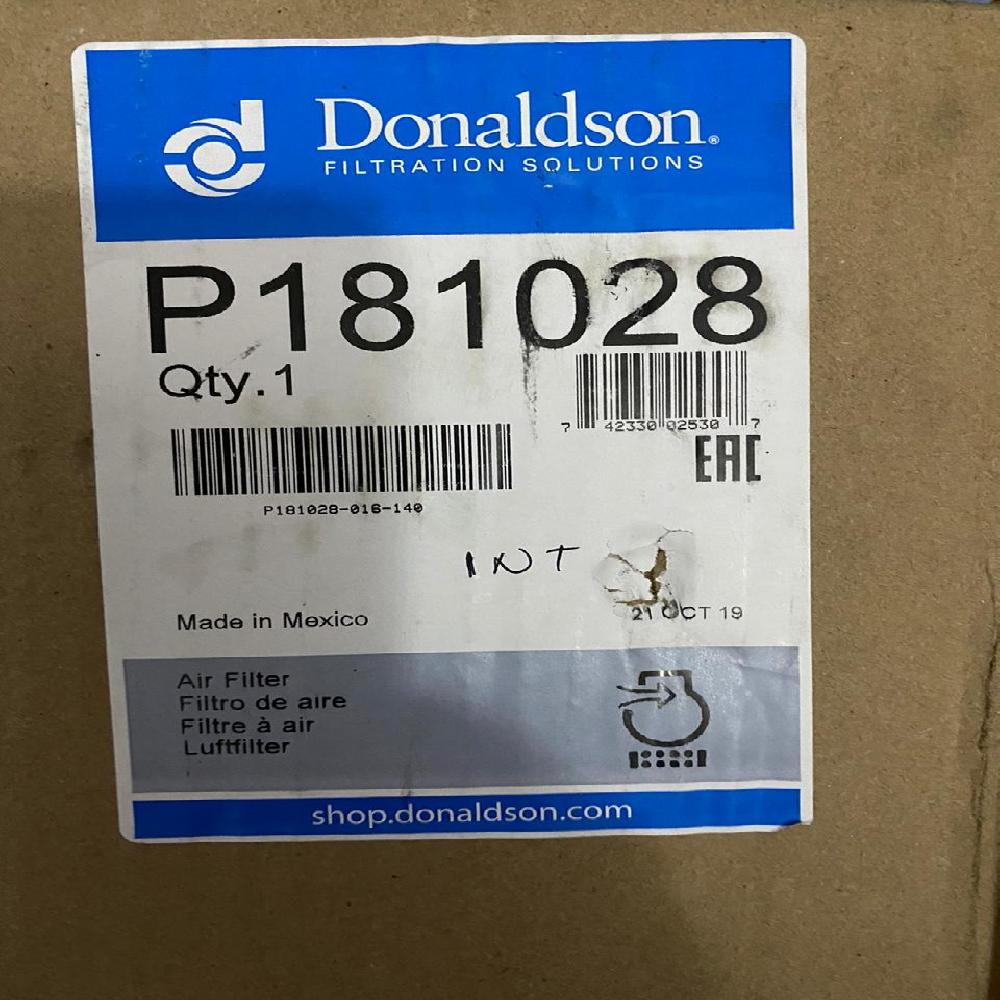 Donaldson®
FILTRATION SOLUTIONS
P181028
Qty.1
7 42330 02530 7
EAC
P181028-016-140
INT
Made in Mexico
21 OCT 19
Air Filter
Filtro de aire
Filtre à air
Luftfilter
shop.donaldson.com